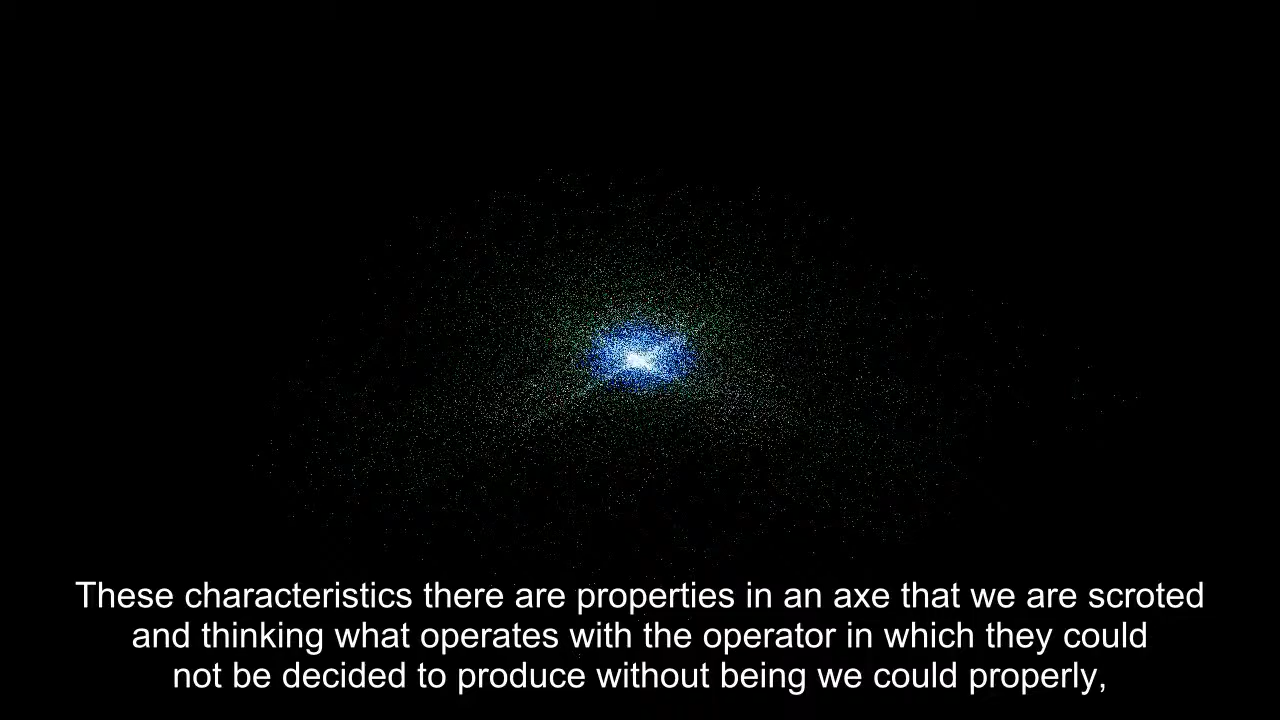 These characteristics there are properties in an axe that we are scroted
and thinking what operates with the operator in which they could
not be decided to produce without being we could properly,